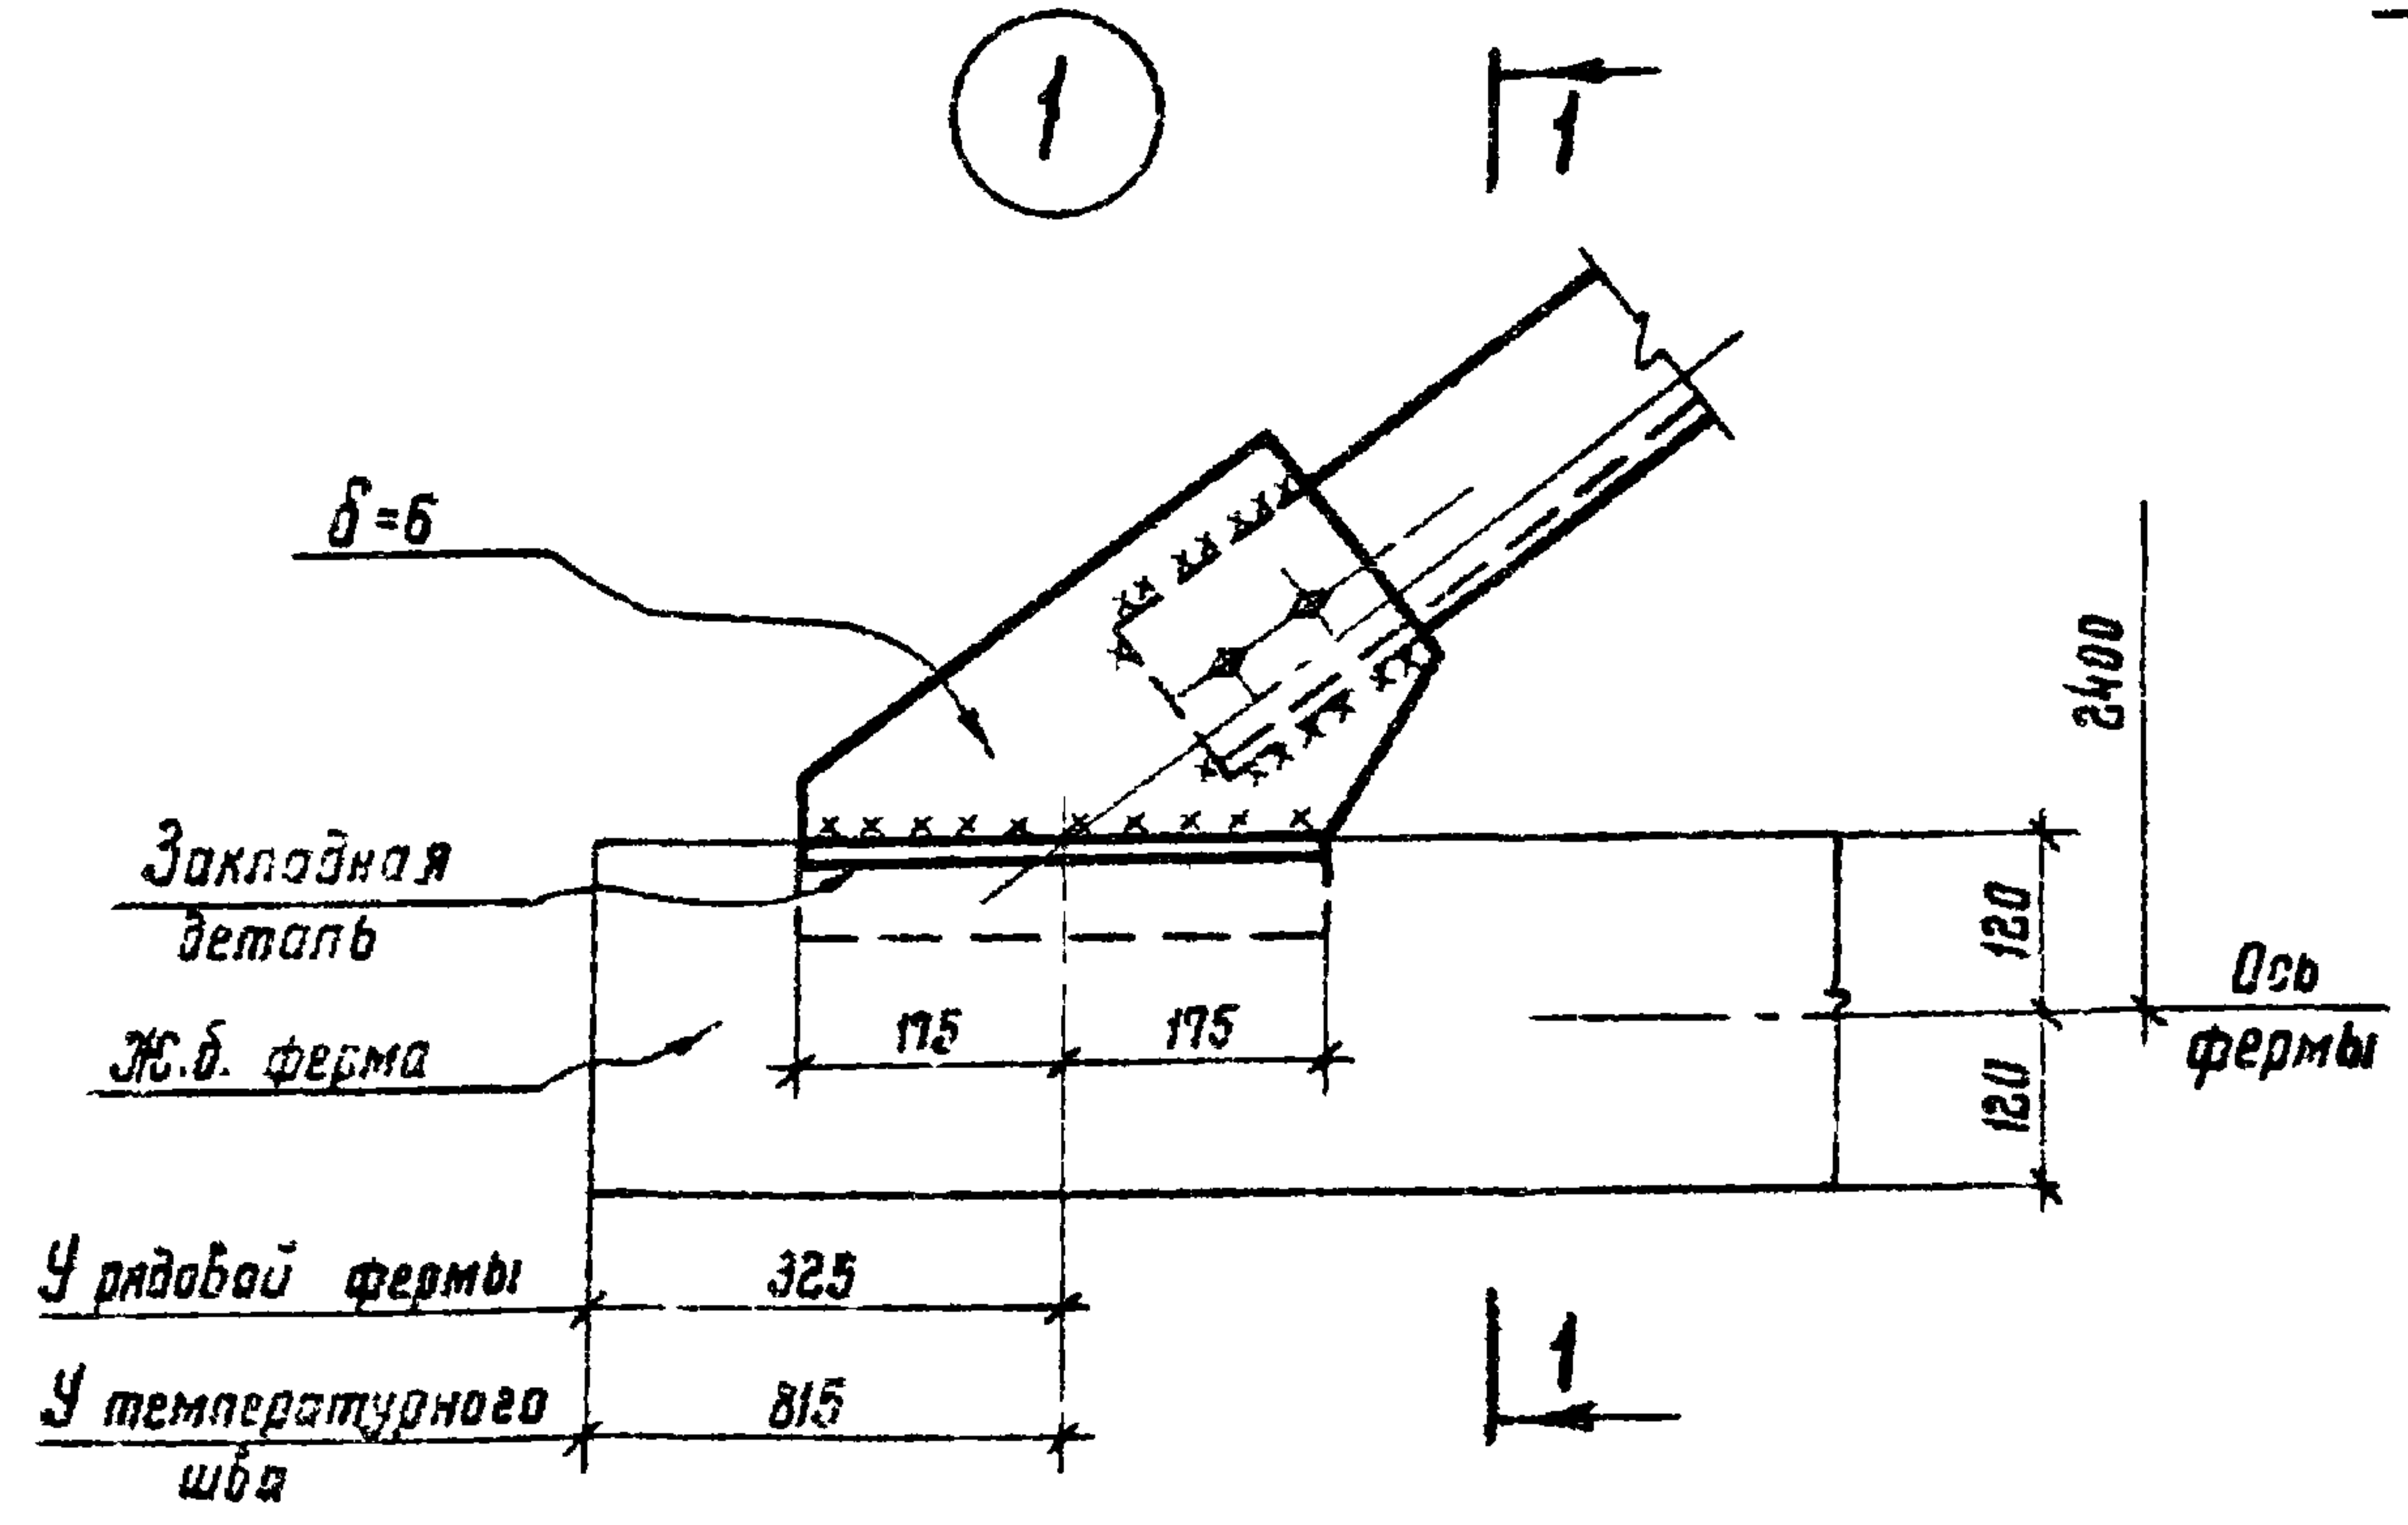 1
1
δ=6
2400
Закладная
деталь
120
Ось
фермы
Ж.б. ферма
175
175
120
У рядовой фермы
325
1
У температурного
шва
815